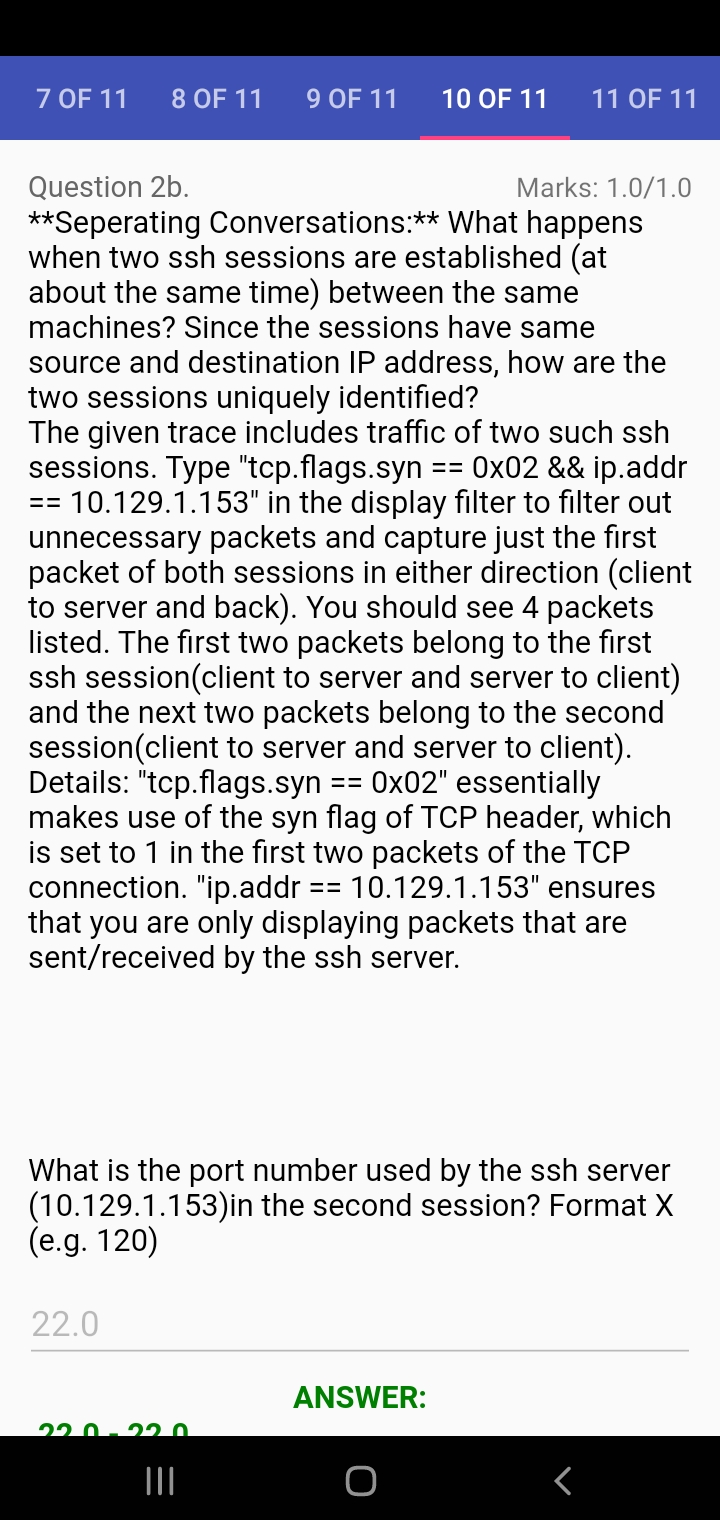 7 OF 11 8 OF 11 9 OF 11 10 OF 11 11 OF 11
Question 2b. Marks: 1.0/1.0
**Seperating Conversations:** What happens
when two ssh sessions are established (at
about the same time) between the same
machines? Since the sessions have same
source and destination IP address, how are the
two sessions uniquely identified?
The given trace includes traffic of two such ssh
sessions. Type "tcp.flags.syn == 0x02 && ip.addr
== 10.129.1.153" in the display filter to filter out
unnecessary packets and capture just the first
packet of both sessions in either direction (client
to server and back). You should see 4 packets
listed. The first two packets belong to the first
ssh session(client to server and server to client)
and the next two packets belong to the second
session(client to server and server to client).
Details: "tcp.flags.syn == 0x02" essentially
makes use of the syn flag of TCP header, which
is set to 1 in the first two packets of the TCP
connection. "ip.addr == 10.129.1.153" ensures
that you are only displaying packets that are
sent/received by the ssh server.
What is the port number used by the ssh server
(10.129.1.153)in the second session? Format X
(e.g. 120)
22.0
ANSWER:
22.0 - 22.0